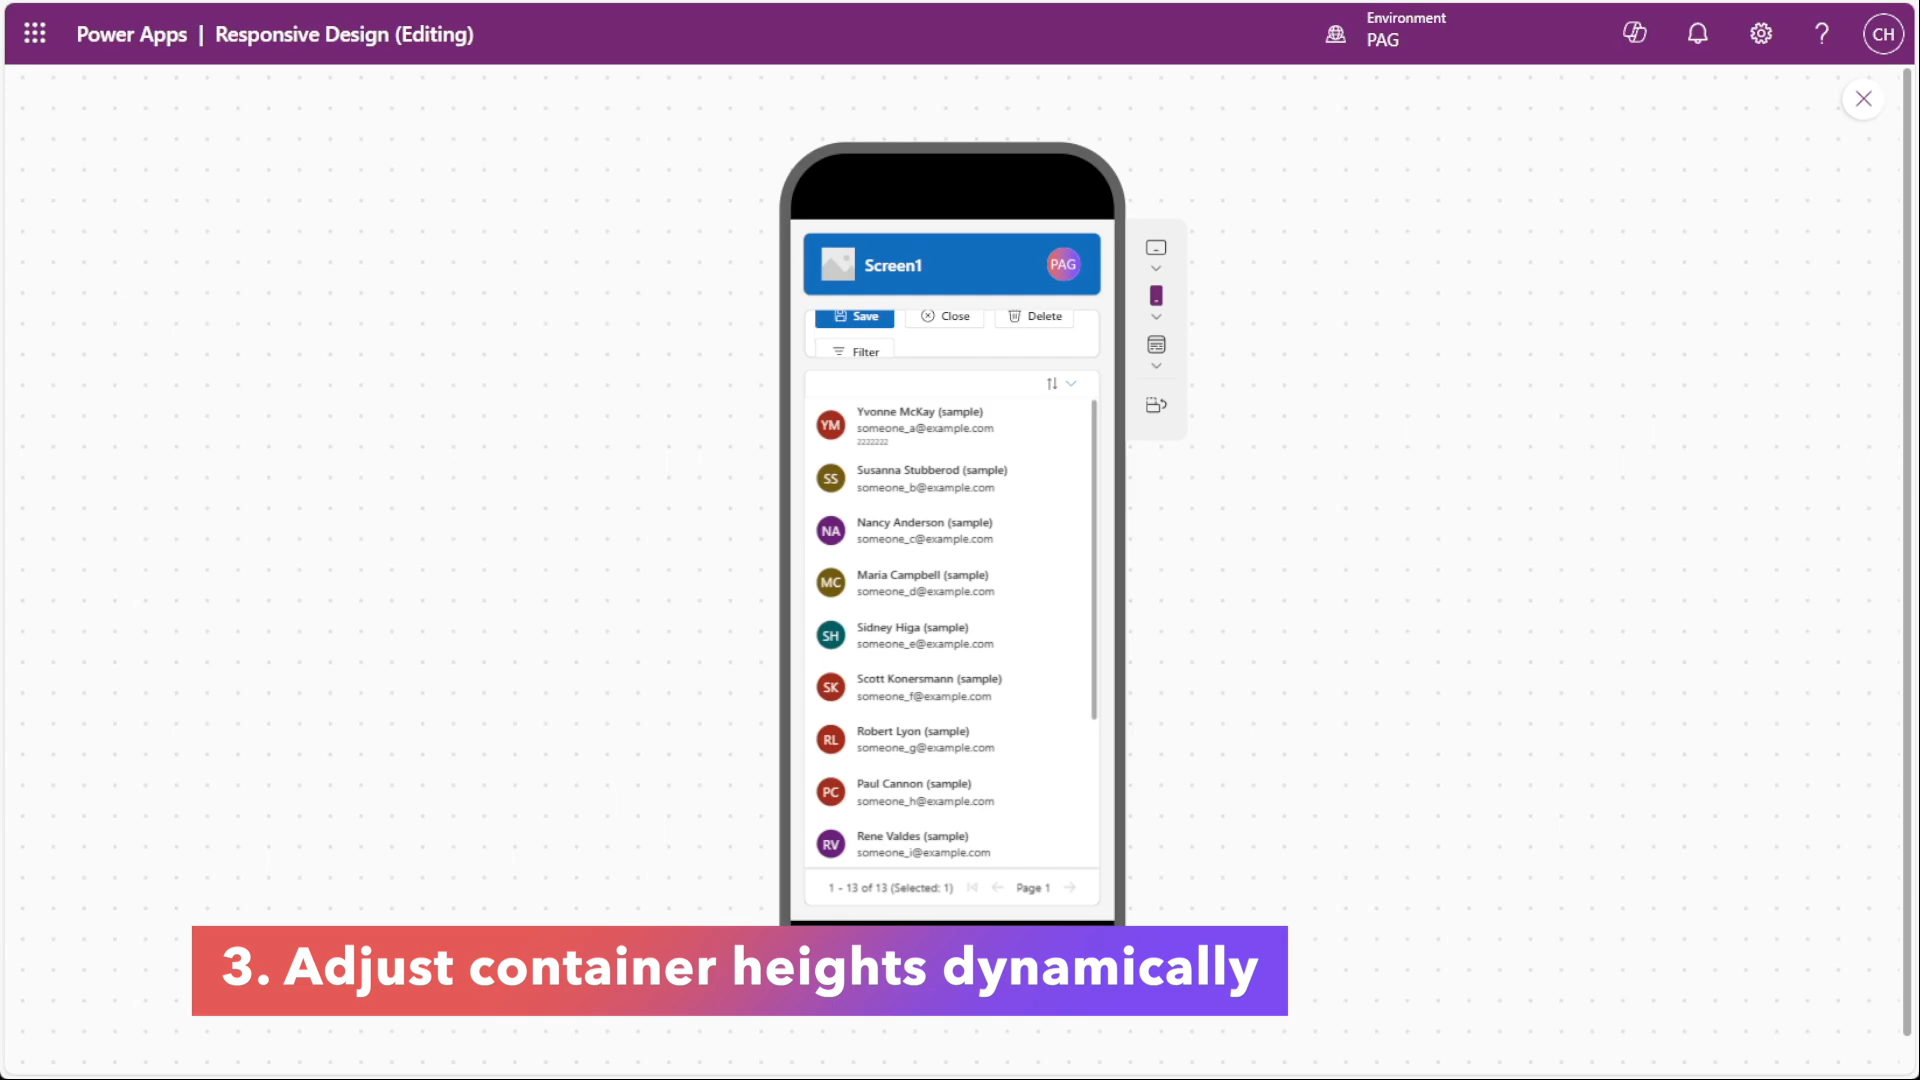 Power Apps | Responsive Design (Editing)
Environment
PAG
CH
Screen1
PAG
Save
Close
Delete
Filter
YM
Yvonne McKay (sample)
someone_a@example.com
2222222
SS
Susanna Stubberod (sample)
someone_b@example.com
NA
Nancy Anderson (sample)
someone_c@example.com
MC
Maria Campbell (sample)
someone_d@example.com
SH
Sidney Higa (sample)
someone_e@example.com
SK
Scott Konersmann (sample)
someone_f@example.com
RL
Robert Lyon (sample)
someone_g@example.com
PC
Paul Cannon (sample)
someone_h@example.com
RV
Rene Valdes (sample)
someone_i@example.com
1 - 13 of 13 (Selected: 1) Page 1
3. Adjust container heights dynamically